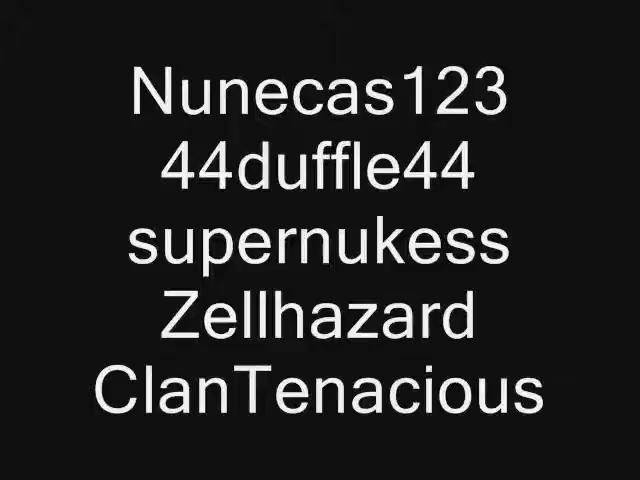 Nunecas123
44duffle44
supernukess
Zellhazard
ClanTenacious